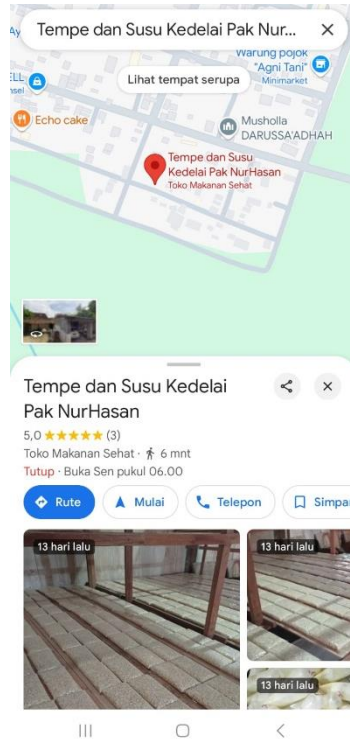 Tempe dan Susu Kedelai Pak Nur...
Warung pojok
"Agni Tani"
Minimarket
Lihat tempat serupa
Echo cake
Musholla
DARUSSA'ADHAH
Tempe dan Susu
Kedelai Pak NurHasan
Toko Makanan Sehat
Tempe dan Susu Kedelai
Pak NurHasan
5,0 ★★★★★ (3)
Toko Makanan Sehat · 6 mnt
Tutup · Buka Sen pukul 06.00
Rute
Mulai
Telepon
Simpa
13 hari lalu
13 hari lalu
13 hari lalu